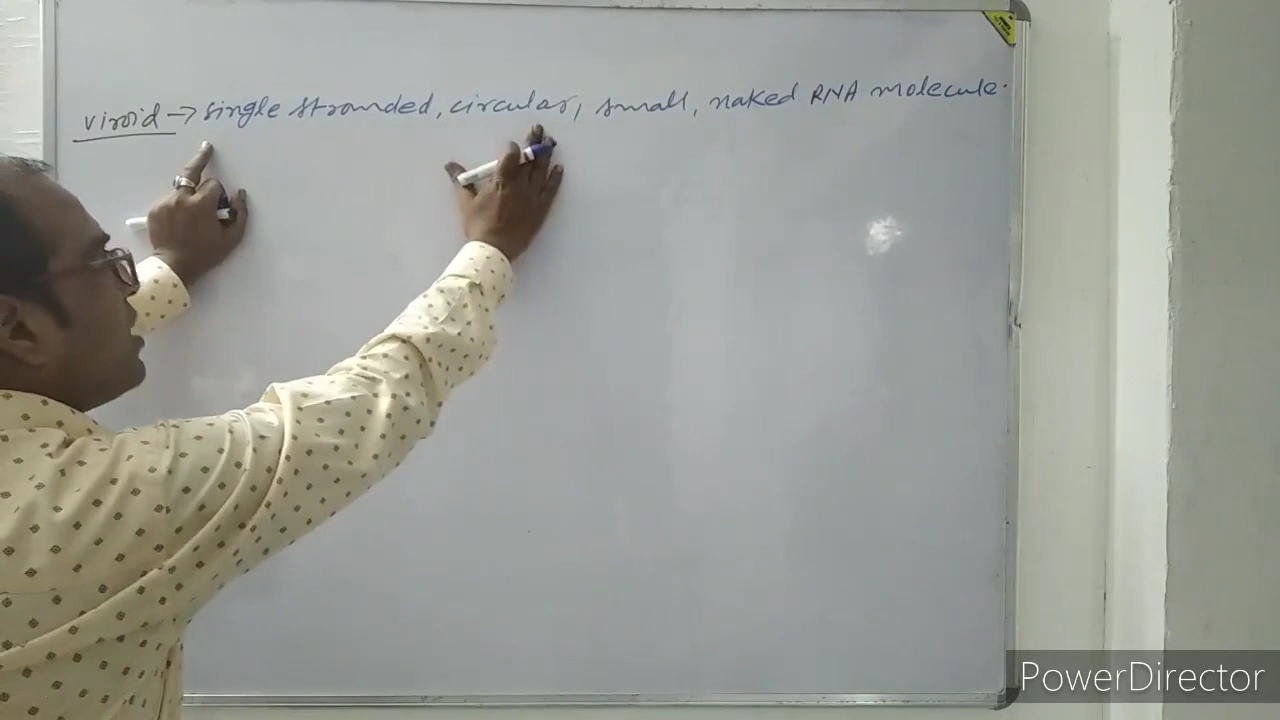 viroid → single stranded, circular, small, naked RNA molecule.
PowerDirector